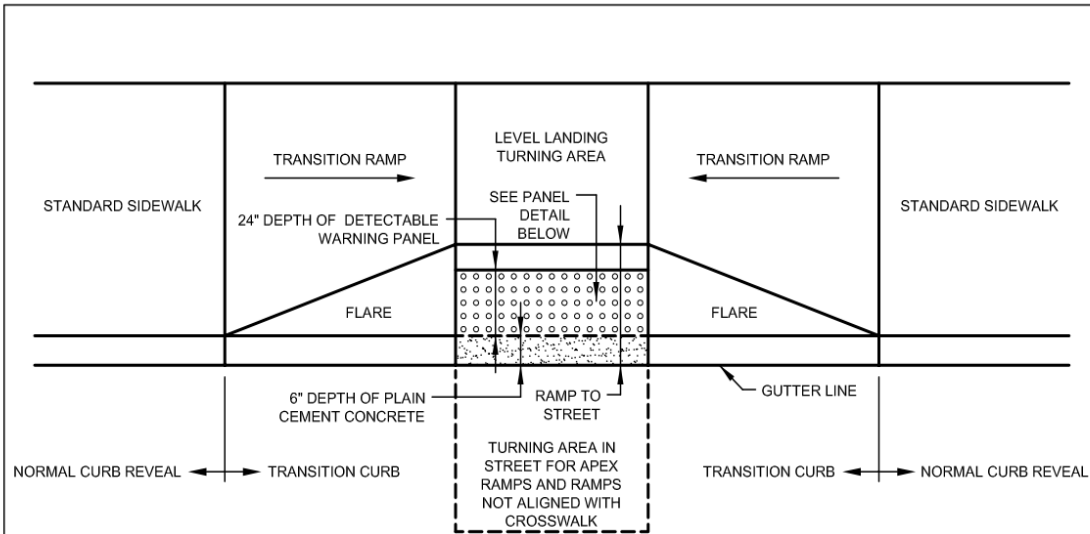 LEVEL LANDING
TURNING AREA
TRANSITION RAMP
TRANSITION RAMP
STANDARD SIDEWALK
SEE PANEL
DETAIL
BELOW
STANDARD SIDEWALK
24" DEPTH OF DETECTABLE
WARNING PANEL
FLARE
FLARE
6" DEPTH OF PLAIN
CEMENT CONCRETE
RAMP TO
STREET
GUTTER LINE
TURNING AREA IN
STREET FOR APEX
RAMPS AND RAMPS
NOT ALIGNED WITH
CROSSWALK
NORMAL CURB REVEAL
TRANSITION CURB
TRANSITION CURB
NORMAL CURB REVEAL